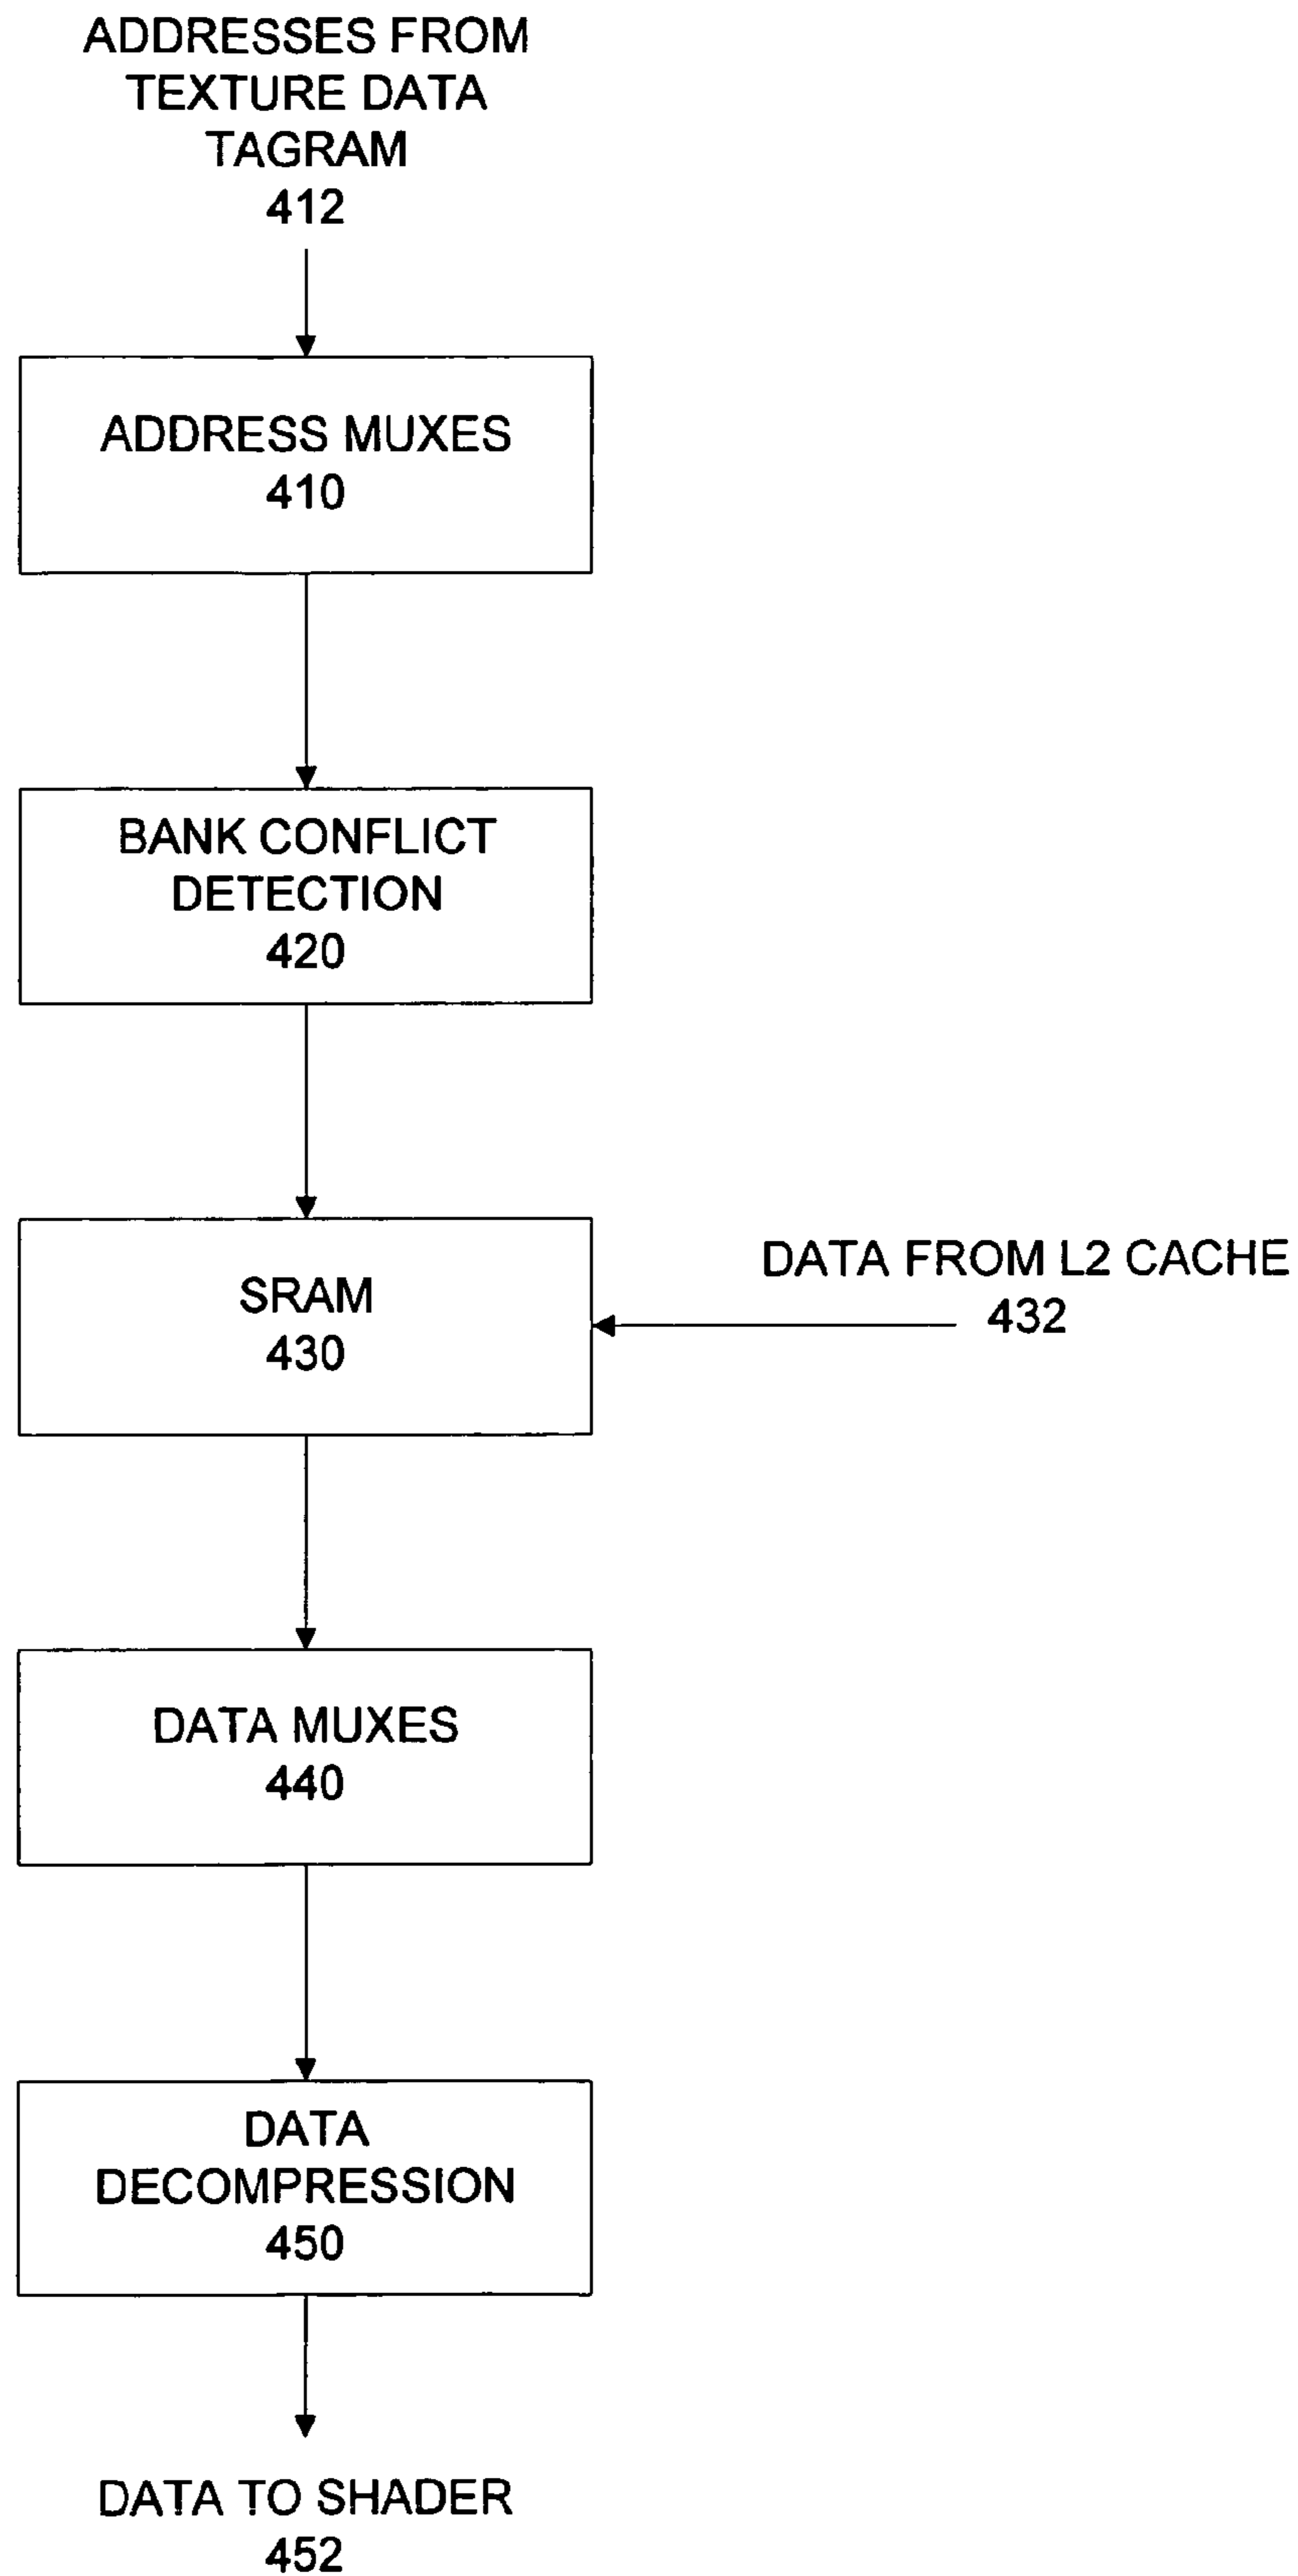 ADDRESSES FROM
TEXTURE DATA
TAGRAM
412
ADDRESS MUXES
410
BANK CONFLICT
DETECTION
420
SRAM
430
DATA FROM L2 CACHE
432
DATA MUXES
440
DATA
DECOMPRESSION
450
DATA TO SHADER
452